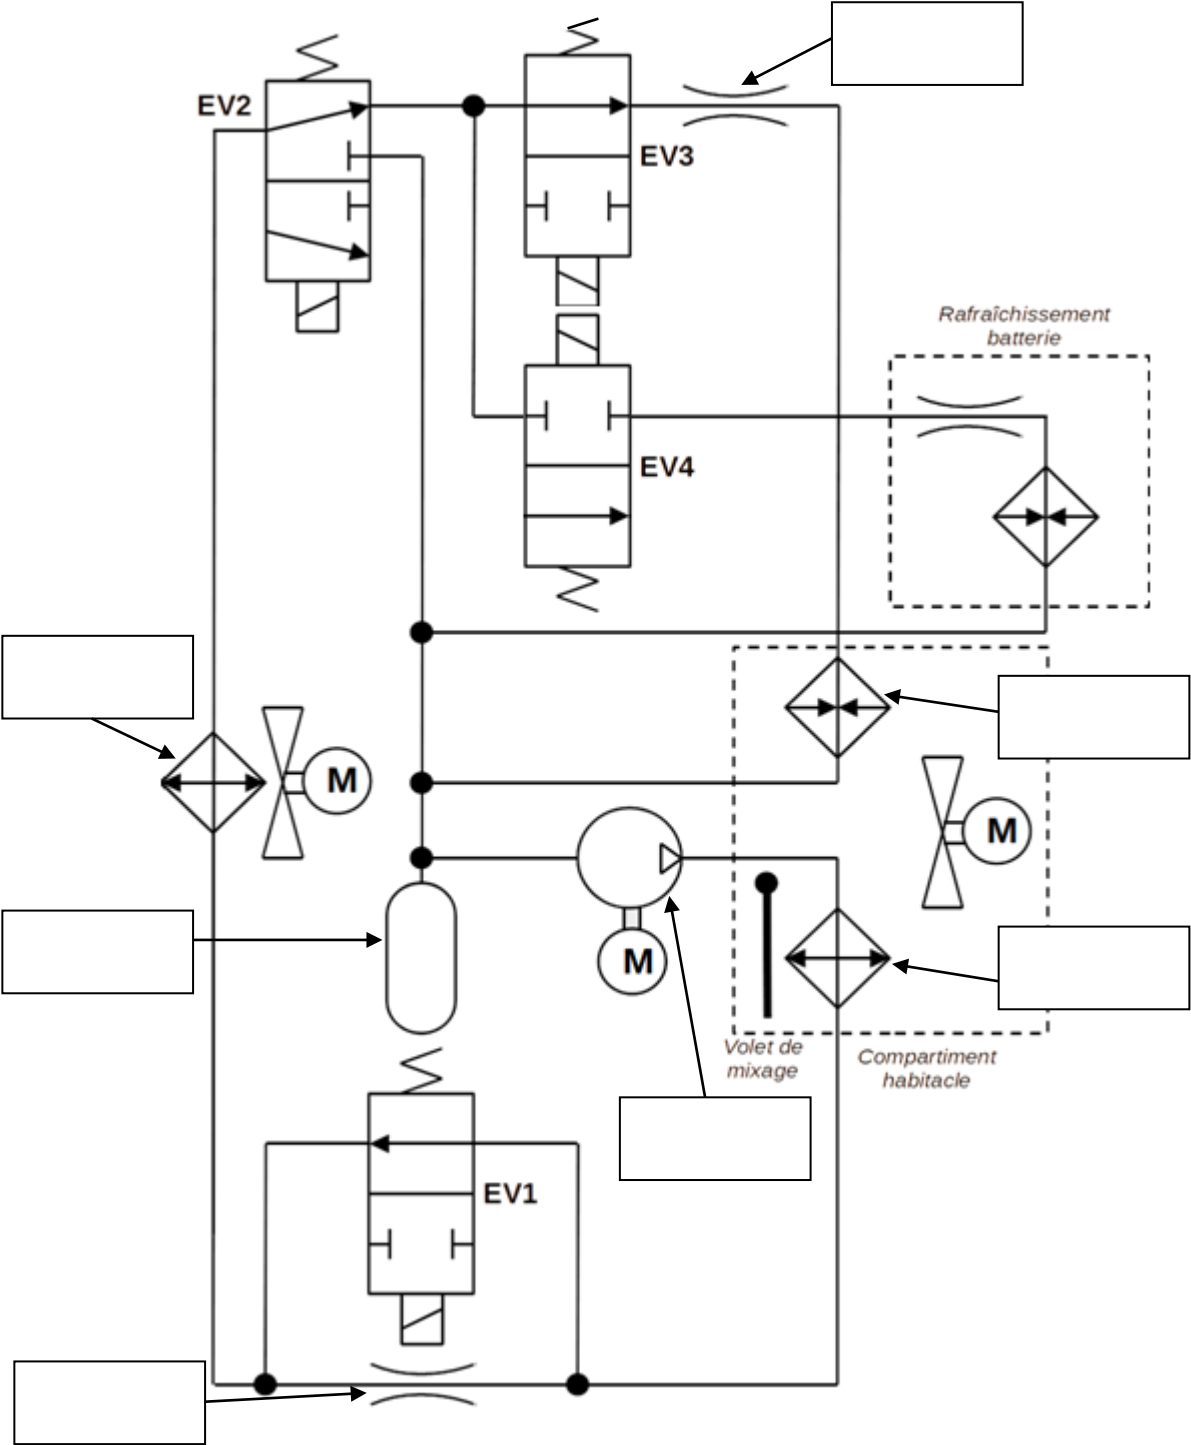 EV2
EV3
Rafraîchissement
batterie
EV4
M
M
M
Volet de
mixage
Compartiment
habitacle
EV1